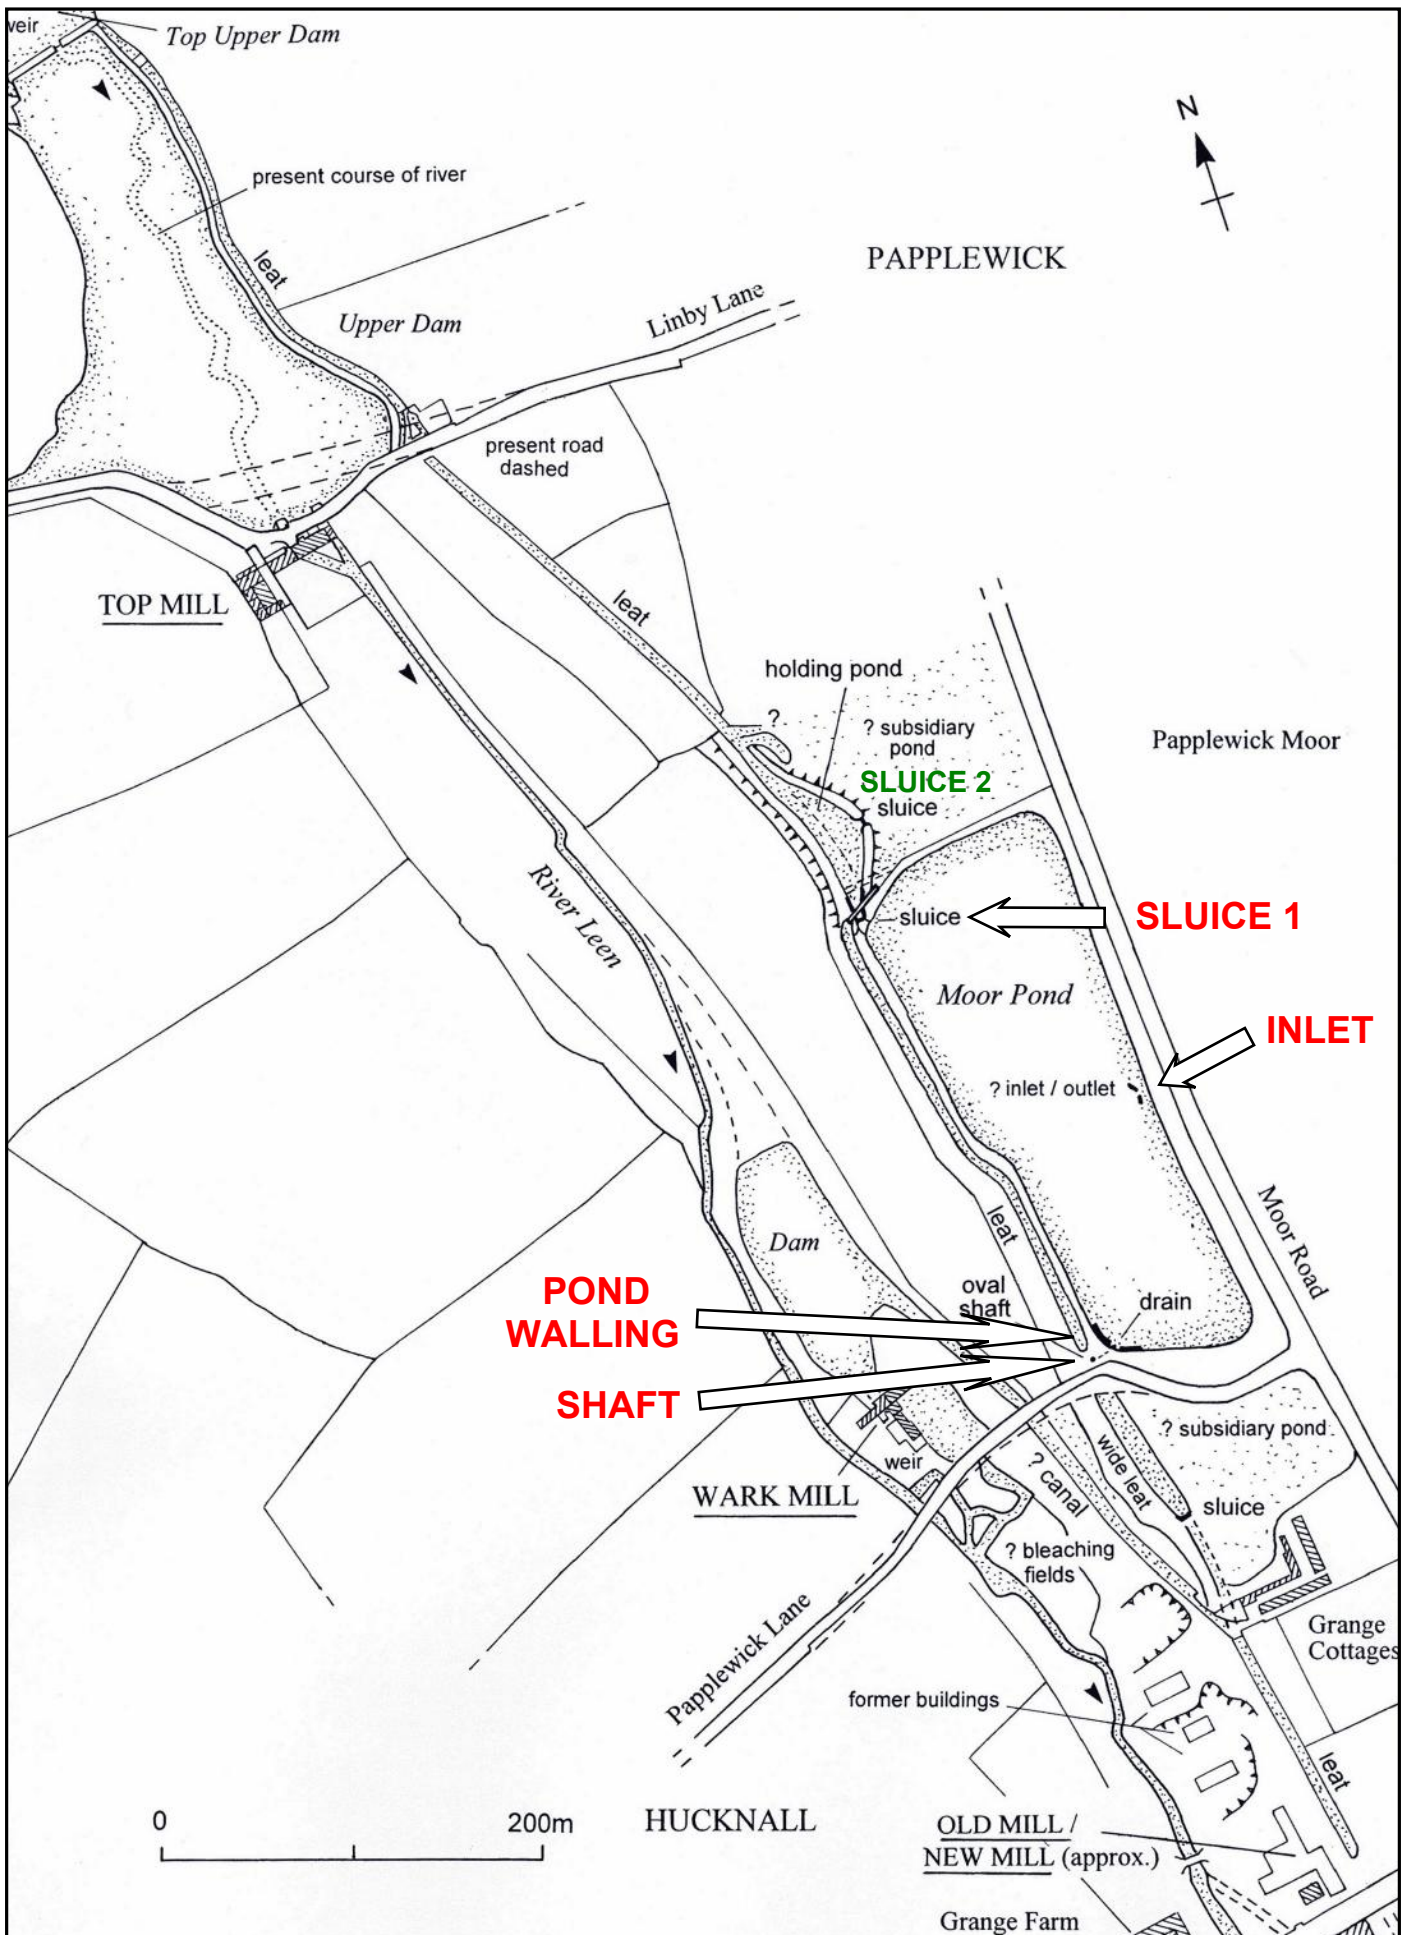 weir
Top Upper Dam
N
present course of river
PAPPLEWICK
leat
Linby Lane
Upper Dam
present road
dashed
TOP MILL
leat
holding pond
?
? subsidiary
pond
Papplewick Moor
SLUICE 2
sluice
River Leen
sluice
SLUICE 1
Moor Pond
INLET
? inlet / outlet
Moor Road
leat
Dam
oval
shaft
drain
POND
WALLING
SHAFT
? subsidiary pond
wide leat
weir
? canal
WARK MILL
sluice
? bleaching
fields
Papplewick Lane
Grange
Cottages
former buildings
leat
0
200m
HUCKNALL
OLD MILL /
NEW MILL (approx.)
Grange Farm